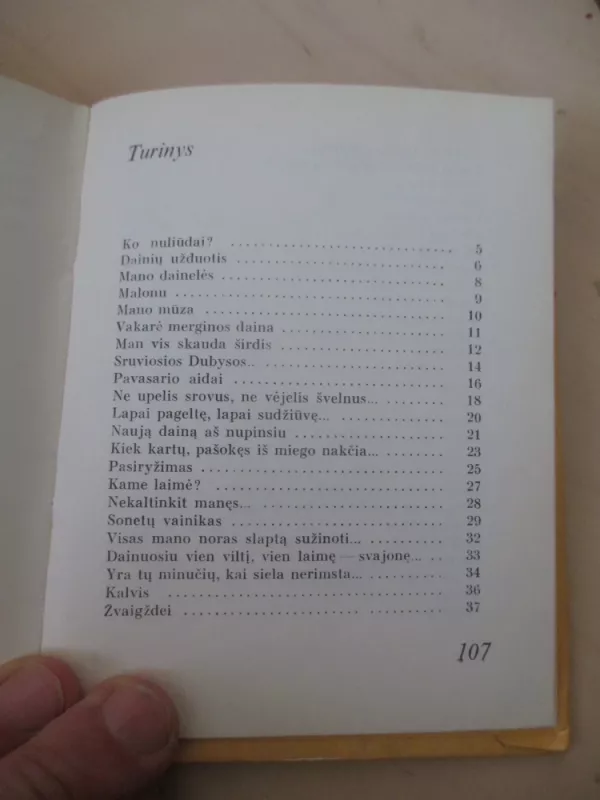 Turinys
Ko nuliūdai? .......................... 5
Dainių užduotis .......................... 6
Mano dainelės .......................... 8
Malonu .......................... 9
Mano mūza .......................... 10
Vakarė merginos daina .......................... 11
Man vis skauda širdis .......................... 12
Sruviosios Dubysos.. .......................... 14
Pavasario aidai .......................... 16
Ne upelis srovus, ne vėjelis švelnus... .......... 18
Lapai pageltę, lapai sudžiūvę... .......... 20
Naują dainą aš nupinsiu .......................... 21
Kiek kartų, pašokęs iš miego nakčia... .......... 23
Pasiryžimas .......................... 25
Kame laimė? .......................... 27
Nekaltinkit manęs... .......................... 28
Sonetų vainikas .......................... 29
Visas mano noras slaptą sužinoti... .......... 32
Dainuosiu vien viltį, vien laimę — svajonę... ... 33
Yra tų minučių, kai siela nerimsta... .......... 34
Kalvis .......................... 36
Žvaigždei .......................... 37
107